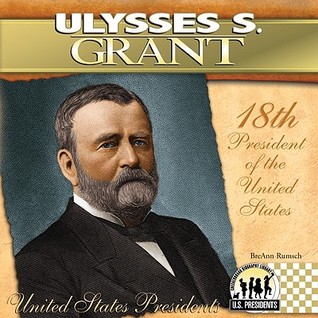 ULYSSES S.
GRANT
18th
President
of the
United
States
BreAnn Rumsch
United States Presidents
U.S. PRESIDENTS